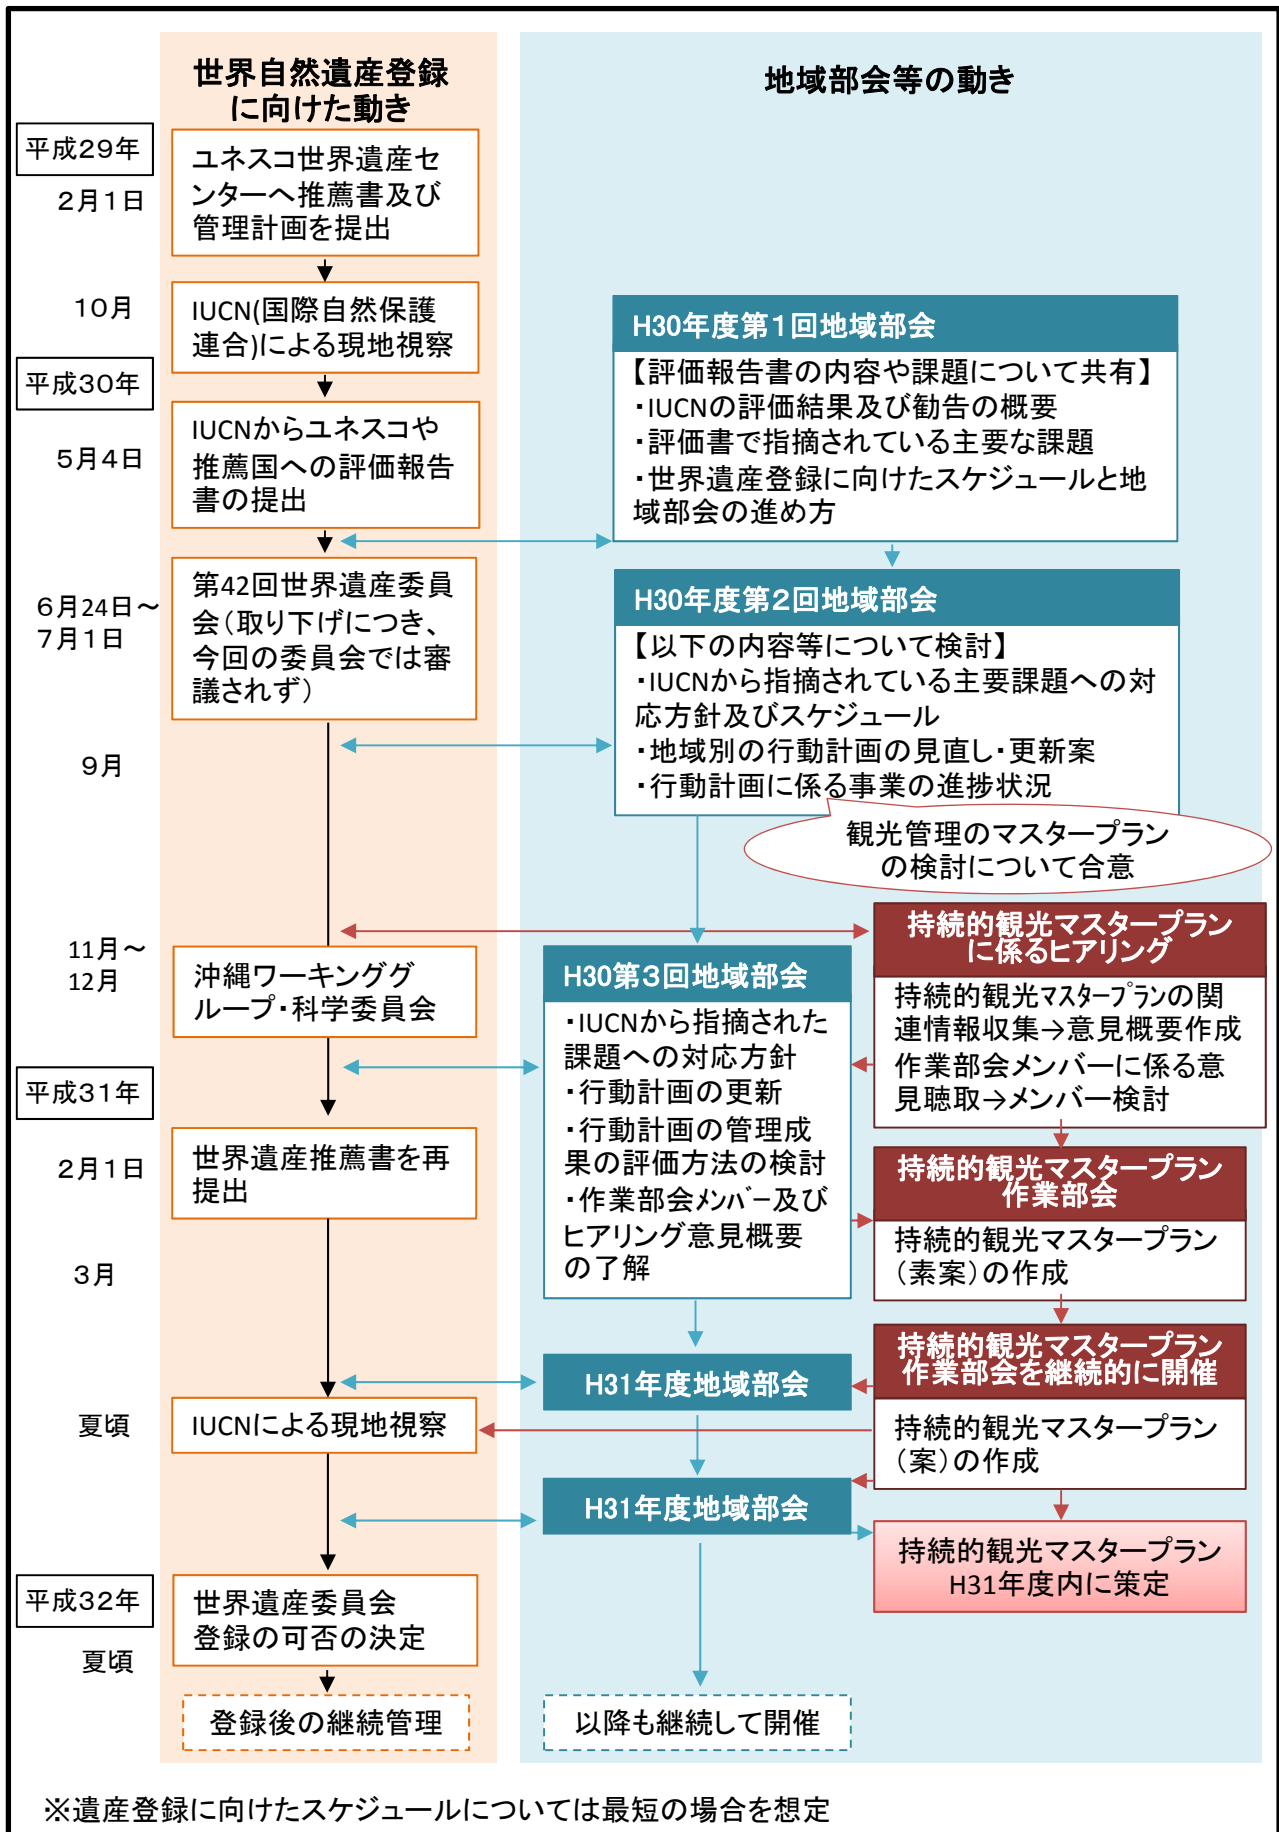 世界自然遺産登録
に向けた動き
地域部会等の動き
平成29年
2月1日
ユネスコ世界遺産セ
ンターへ推薦書及び
管理計画を提出
10月
IUCN(国際自然保護
連合)による現地視察
平成30年
5月4日
IUCNからユネスコや
推薦国への評価報告
書の提出
H30年度第1回地域部会
【評価報告書の内容や課題について共有】
・IUCNの評価結果及び勧告の概要
・評価書で指摘されている主要な課題
・世界遺産登録に向けたスケジュールと地
域部会の進め方
6月24日～
7月1日
第42回世界遺産委員
会（取り下げにつき、
今回の委員会では審
議されず）
H30年度第2回地域部会
【以下の内容等について検討】
・IUCNから指摘されている主要課題への対
応方針及びスケジュール
・地域別の行動計画の見直し・更新案
・行動計画に係る事業の進捗状況
9月
観光管理のマスタープラン
の検討について合意
11月～
12月
沖縄ワーキンググ
ループ・科学委員会
H30第3回地域部会
・IUCNから指摘された
課題への対応方針
・行動計画の更新
・行動計画の管理成
果の評価方法の検討
・作業部会ﾒﾝﾊﾞｰ及び
ヒアリング意見概要
の了解
持続的観光マスタープラン
に係るヒアリング
持続的観光ﾏｽﾀｰﾌﾟﾗﾝの関
連情報収集→意見概要作成
作業部会メンバーに係る意
見聴取→メンバー検討
平成31年
2月1日
世界遺産推薦書を再
提出
持続的観光マスタープラン
作業部会
持続的観光マスタープラン
（素案）の作成
3月
持続的観光マスタープラン
作業部会を継続的に開催
持続的観光マスタープラン
（案）の作成
H31年度地域部会
夏頃
IUCNによる現地視察
H31年度地域部会
持続的観光マスタープラン
H31年度内に策定
平成32年
夏頃
世界遺産委員会
登録の可否の決定
登録後の継続管理
以降も継続して開催
※遺産登録に向けたスケジュールについては最短の場合を想定